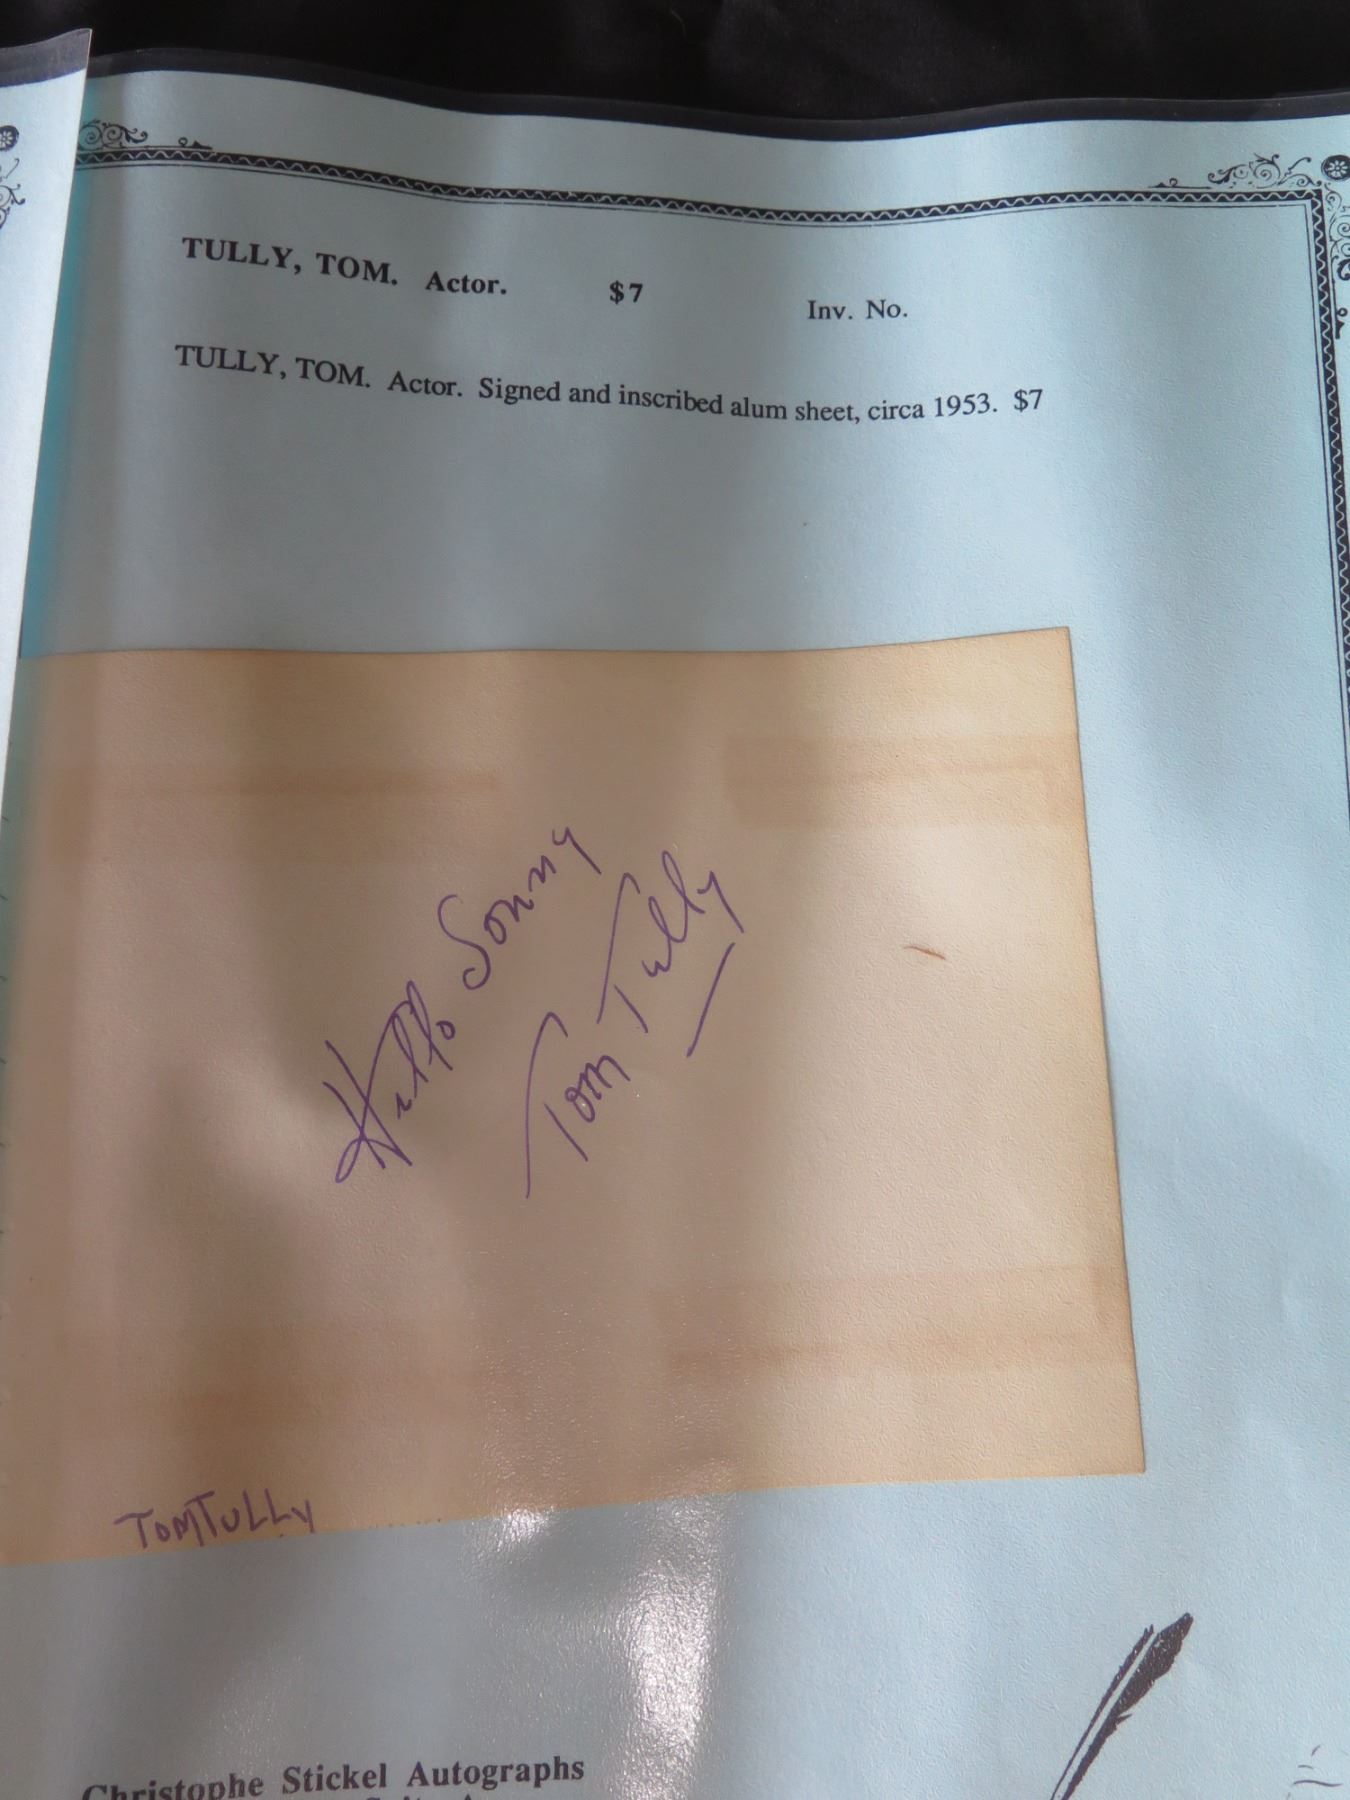 TULLY, TOM. Actor. $7 Inv. No.
TULLY, TOM. Actor. Signed and inscribed alum sheet, circa 1953. $7
Hello Sonny
Tom Tully
TOMTULLY
Christophe Stickel Autographs